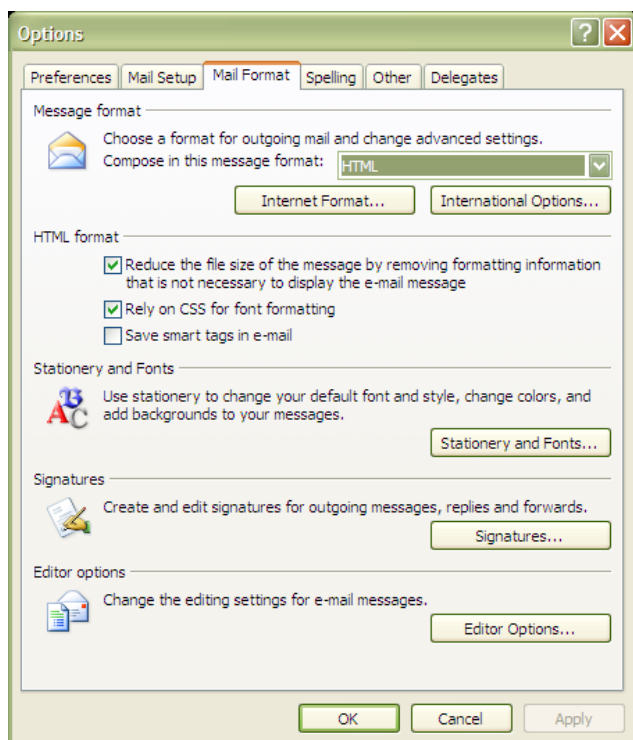 Options
Preferences Mail Setup Mail Format Spelling Other Delegates
Message format
Choose a format for outgoing mail and change advanced settings.
Compose in this message format: HTML
Internet Format... International Options...
HTML format
Reduce the file size of the message by removing formatting information
that is not necessary to display the e-mail message
Rely on CSS for font formatting
Save smart tags in e-mail
Stationery and Fonts
Use stationery to change your default font and style, change colors, and
add backgrounds to your messages.
Stationery and Fonts...
Signatures
Create and edit signatures for outgoing messages, replies and forwards.
Signatures...
Editor options
Change the editing settings for e-mail messages.
Editor Options...
OK Cancel Apply